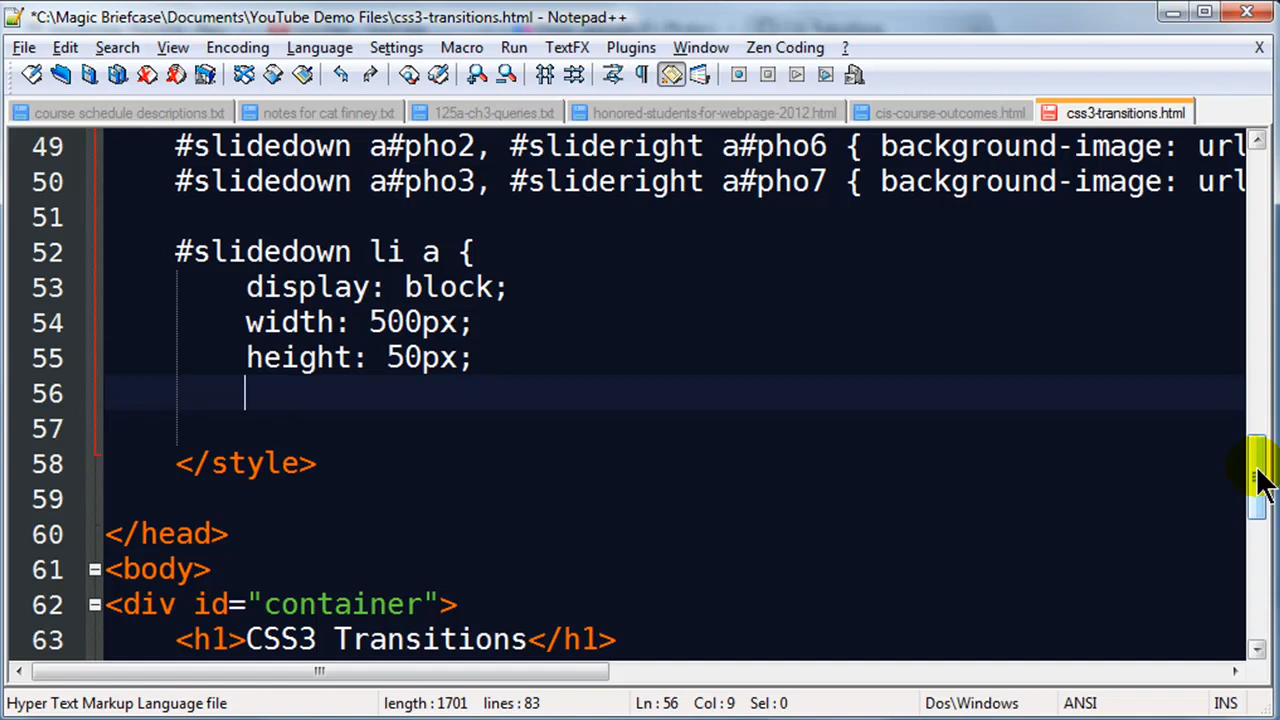 *C:\Magic Briefcase\Documents\YouTube Demo Files\css3-transitions.html - Notepad++
File Edit Search View Encoding Language Settings Macro Run TextFX Plugins Window Zen Coding ? X
course schedule descriptions.txt notes for cat finney.txt 125a-ch3-queries.txt honored-students-for-webpage-2012.html cis-course-outcomes.html css3-transitions.html
49 #slidedown a#pho2, #slideright a#pho6 { background-image: url
50 #slidedown a#pho3, #slideright a#pho7 { background-image: url
51
52 #slidedown li a {
53 display: block;
54 width: 500px;
55 height: 50px;
56
57
58 </style>
59
60 </head>
61 <body>
62 <div id="container">
63 <h1>CSS3 Transitions</h1>
Hyper Text Markup Language file length : 1701 lines : 83 Ln : 56 Col : 9 Sel : 0 Dos\Windows ANSI INS